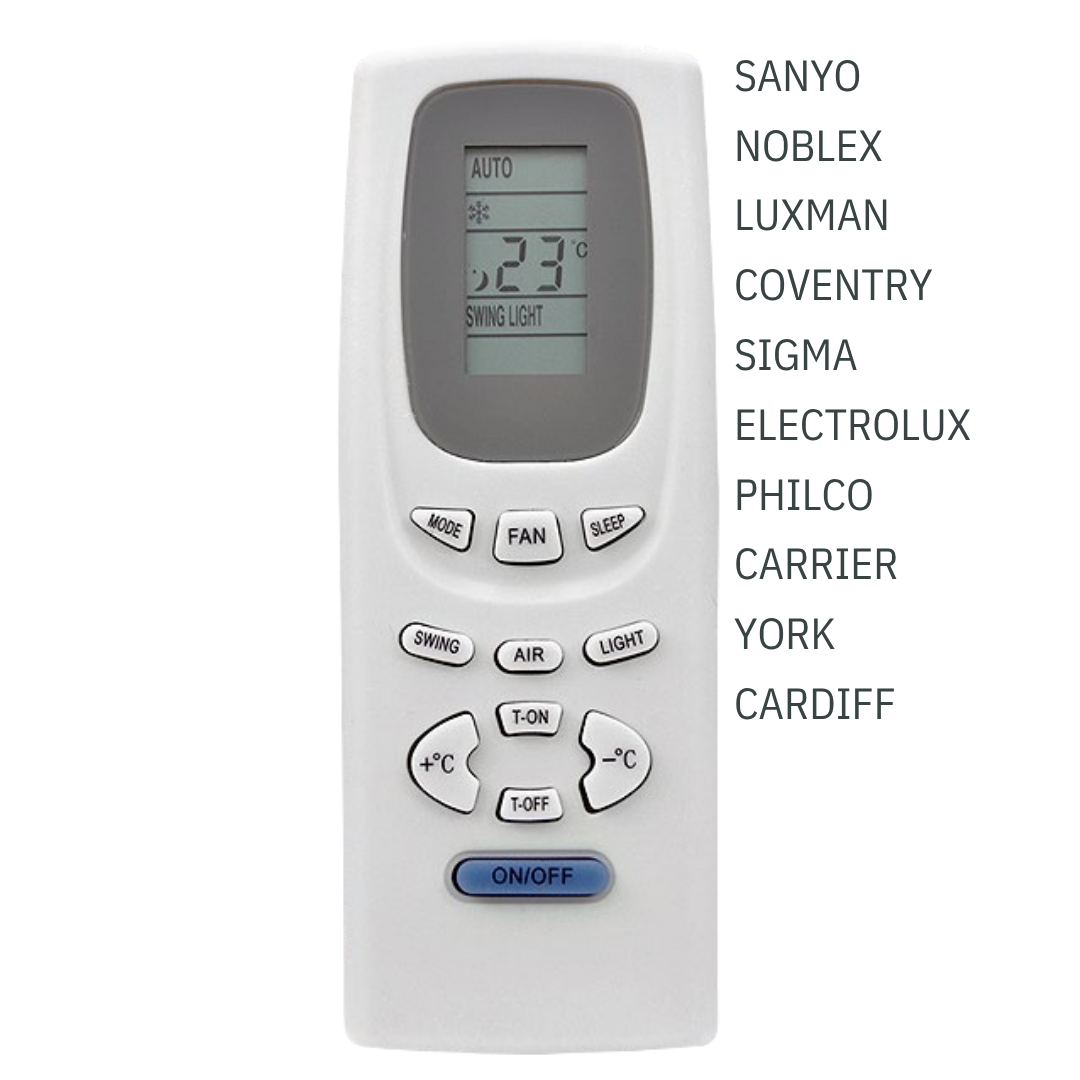 AUTO
23°C
SWING LIGHT
MODE FAN SLEEP
SWING AIR LIGHT
T-ON
+°C -°C
T-OFF
ON/OFF
SANYO
NOBLEX
LUXMAN
COVENTRY
SIGMA
ELECTROLUX
PHILCO
CARRIER
YORK
CARDIFF